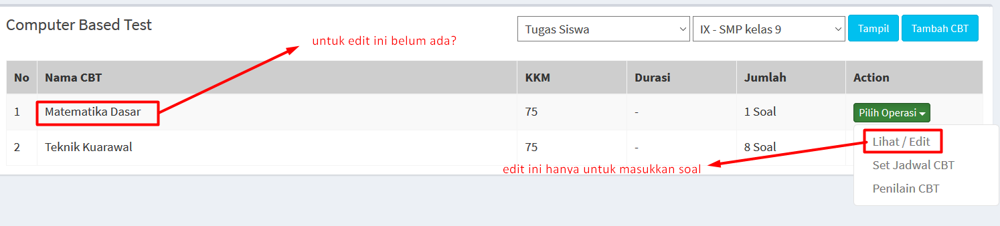 Computer Based Test
Tugas Siswa
IX - SMP kelas 9
Tampil
Tambah CBT
untuk edit ini belum ada?
No Nama CBT KKM Durasi Jumlah Action
1 Matematika Dasar 75 - 1 Soal Pilih Operasi
2 Teknik Kuarawal 75 - 8 Soal
Lihat / Edit
edit ini hanya untuk masukkan soal
Set Jadwal CBT
Penilain CBT